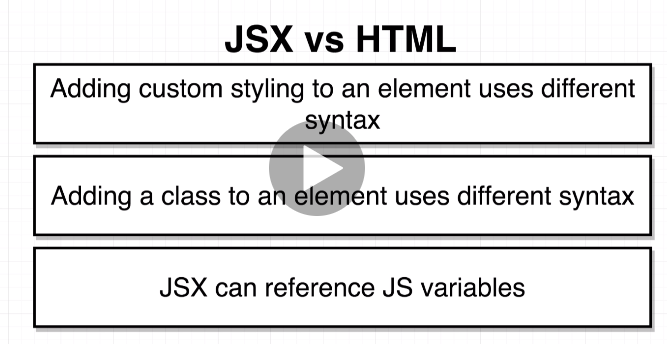 JSX vs HTML
Adding custom styling to an element uses different
syntax
Adding a class to an element uses different syntax
JSX can reference JS variables